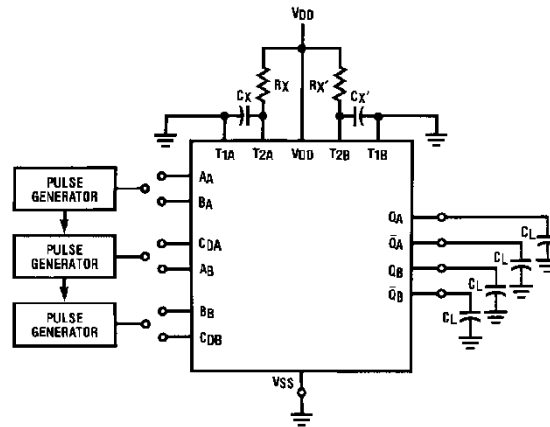 VDD
CX RX RX' CX'
T1A T2A VDD T2B T1B
PULSE GENERATOR
AA
BA
PULSE GENERATOR
CDA
AB
PULSE GENERATOR
BB
CDB
QA
Q̅A
QB
Q̅B
CL
CL
CL
CL
VSS